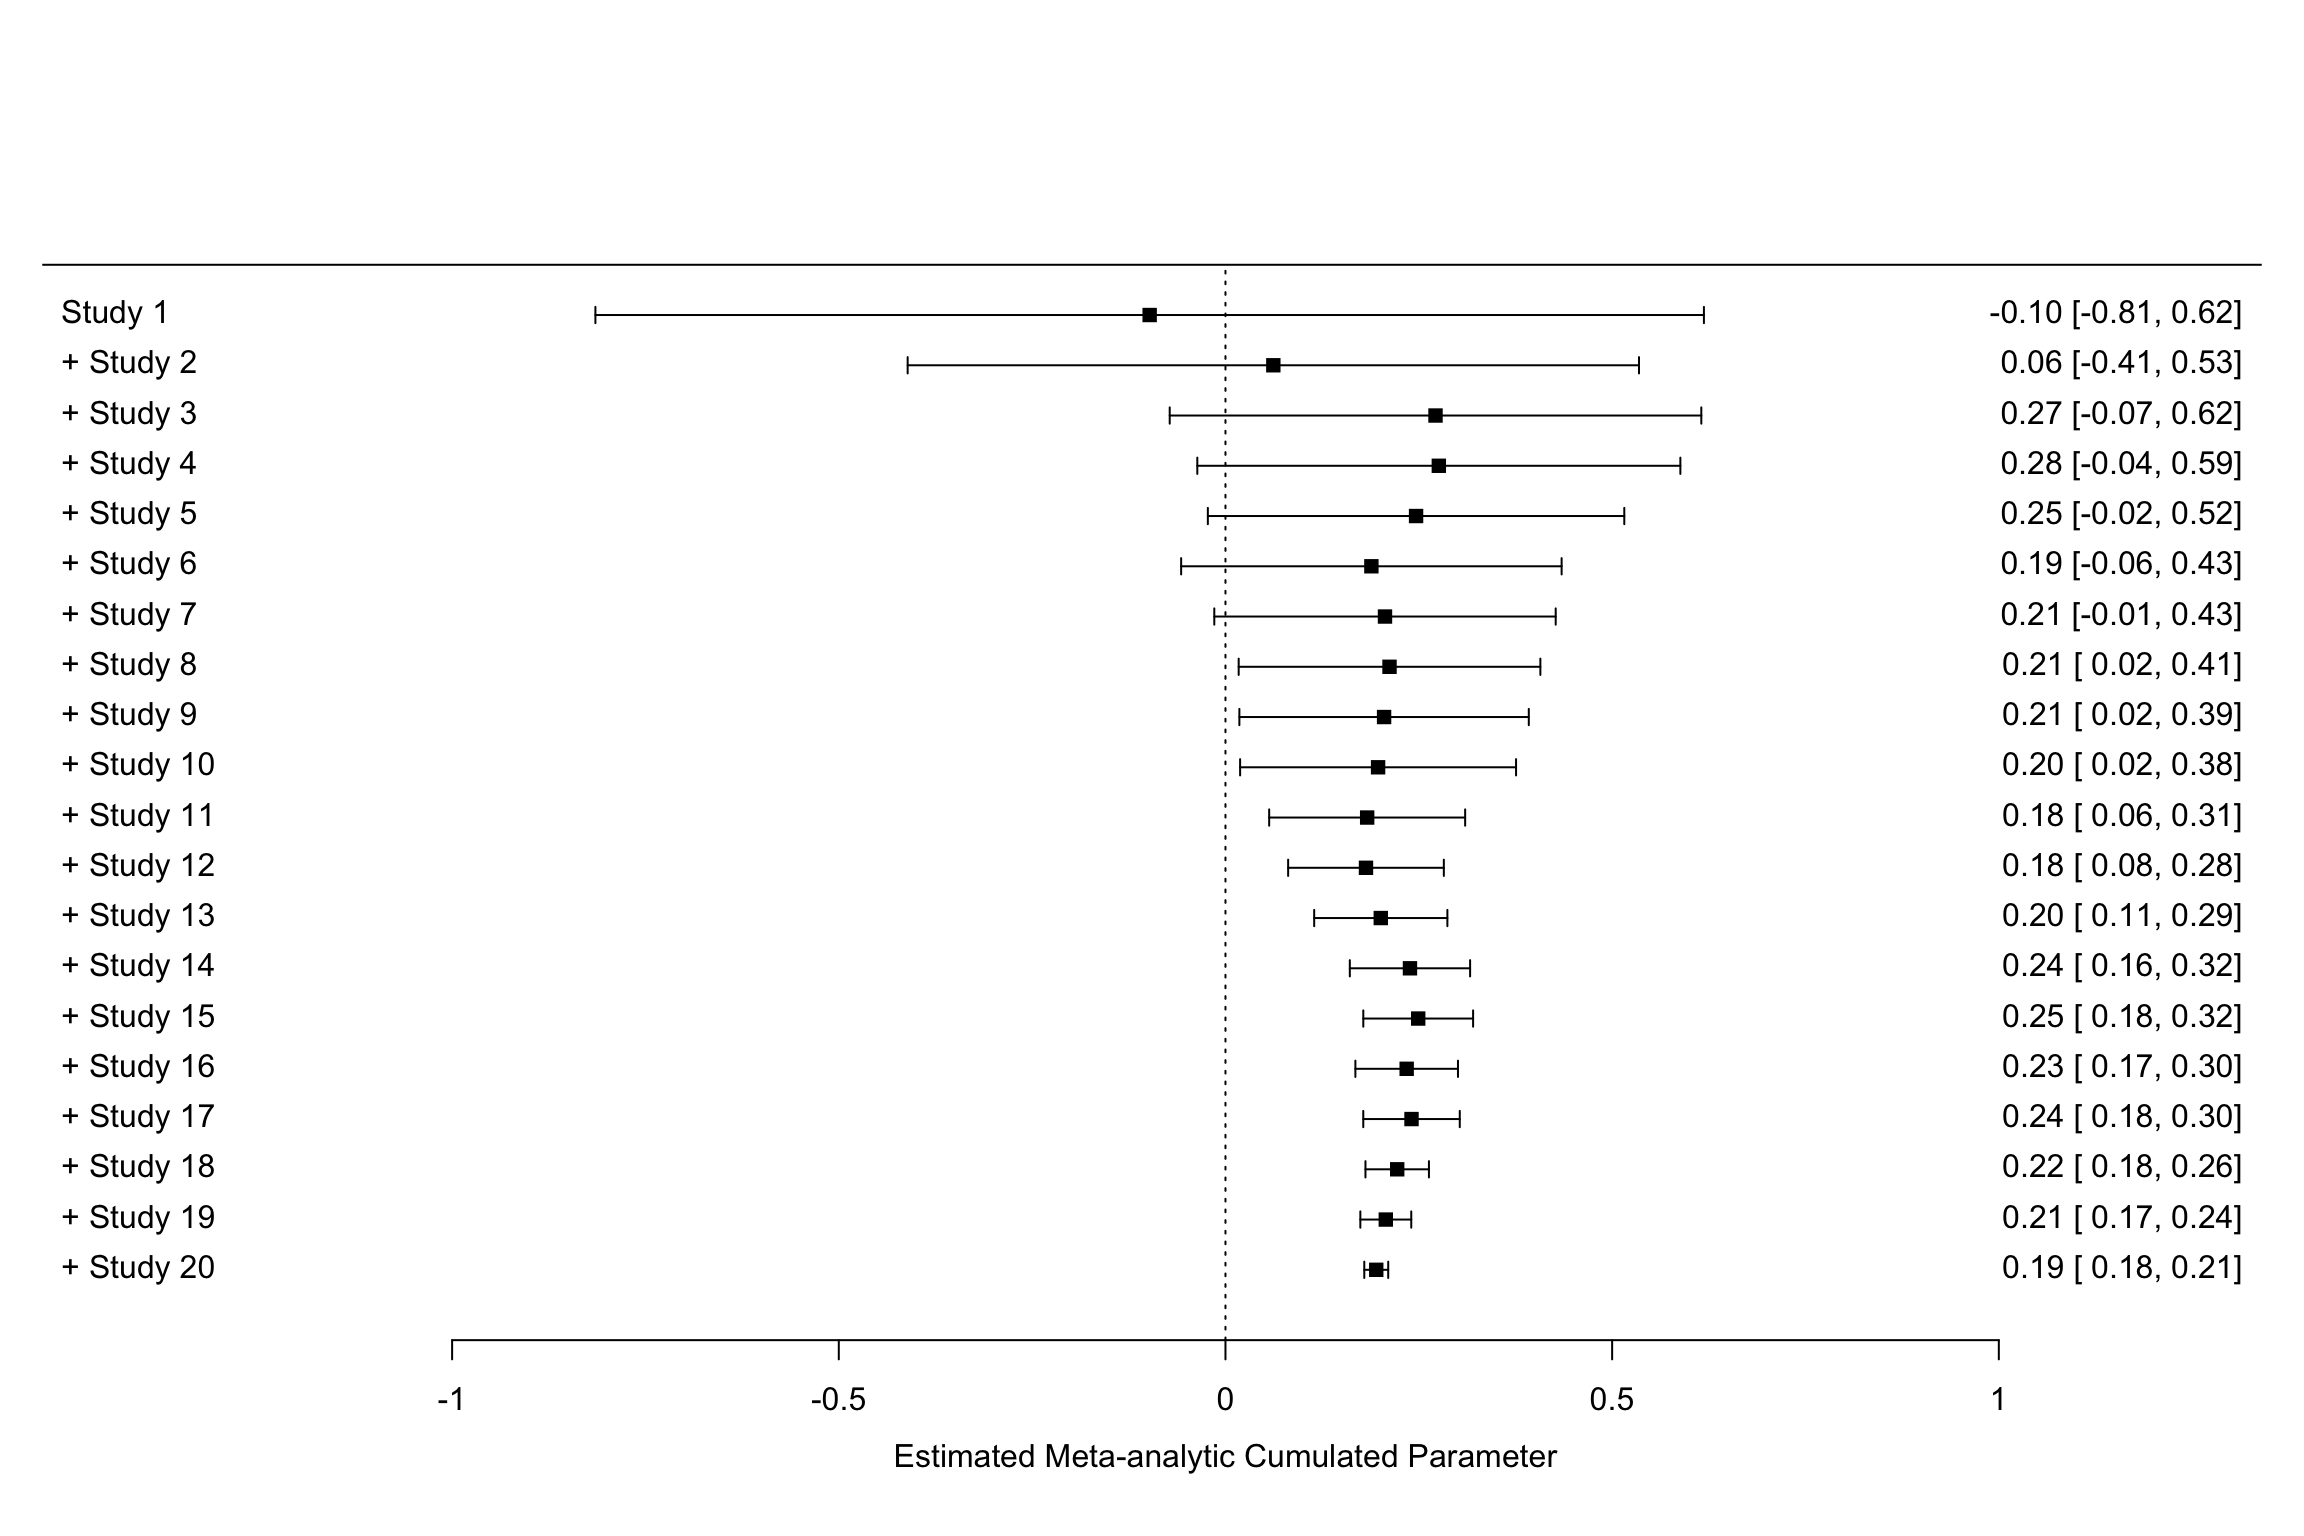 Study 1 -0.10 [-0.81, 0.62]
+ Study 2 0.06 [-0.41, 0.53]
+ Study 3 0.27 [-0.07, 0.62]
+ Study 4 0.28 [-0.04, 0.59]
+ Study 5 0.25 [-0.02, 0.52]
+ Study 6 0.19 [-0.06, 0.43]
+ Study 7 0.21 [-0.01, 0.43]
+ Study 8 0.21 [ 0.02, 0.41]
+ Study 9 0.21 [ 0.02, 0.39]
+ Study 10 0.20 [ 0.02, 0.38]
+ Study 11 0.18 [ 0.06, 0.31]
+ Study 12 0.18 [ 0.08, 0.28]
+ Study 13 0.20 [ 0.11, 0.29]
+ Study 14 0.24 [ 0.16, 0.32]
+ Study 15 0.25 [ 0.18, 0.32]
+ Study 16 0.23 [ 0.17, 0.30]
+ Study 17 0.24 [ 0.18, 0.30]
+ Study 18 0.22 [ 0.18, 0.26]
+ Study 19 0.21 [ 0.17, 0.24]
+ Study 20 0.19 [ 0.18, 0.21]
-1 -0.5 0 0.5 1
Estimated Meta-analytic Cumulated Parameter